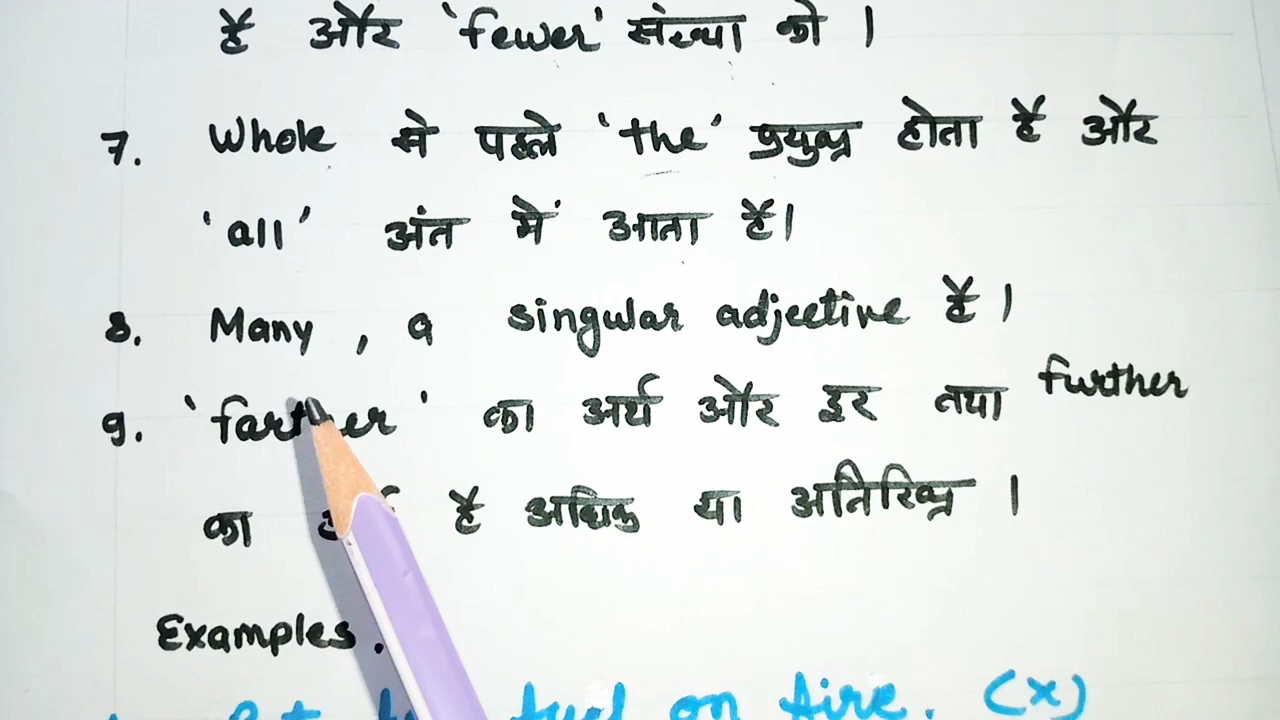 है और 'fewer' संख्या को ।
7. Whole से पहले 'the' प्रयुक्त होता है और
'all' अंत में आता है।
8. Many , a singular adjective है ।
9. 'farther' का अर्थ और दूर तथा further
का है अधिक या अतिरिक्त ।
Examples.
fuel on fire. (x)